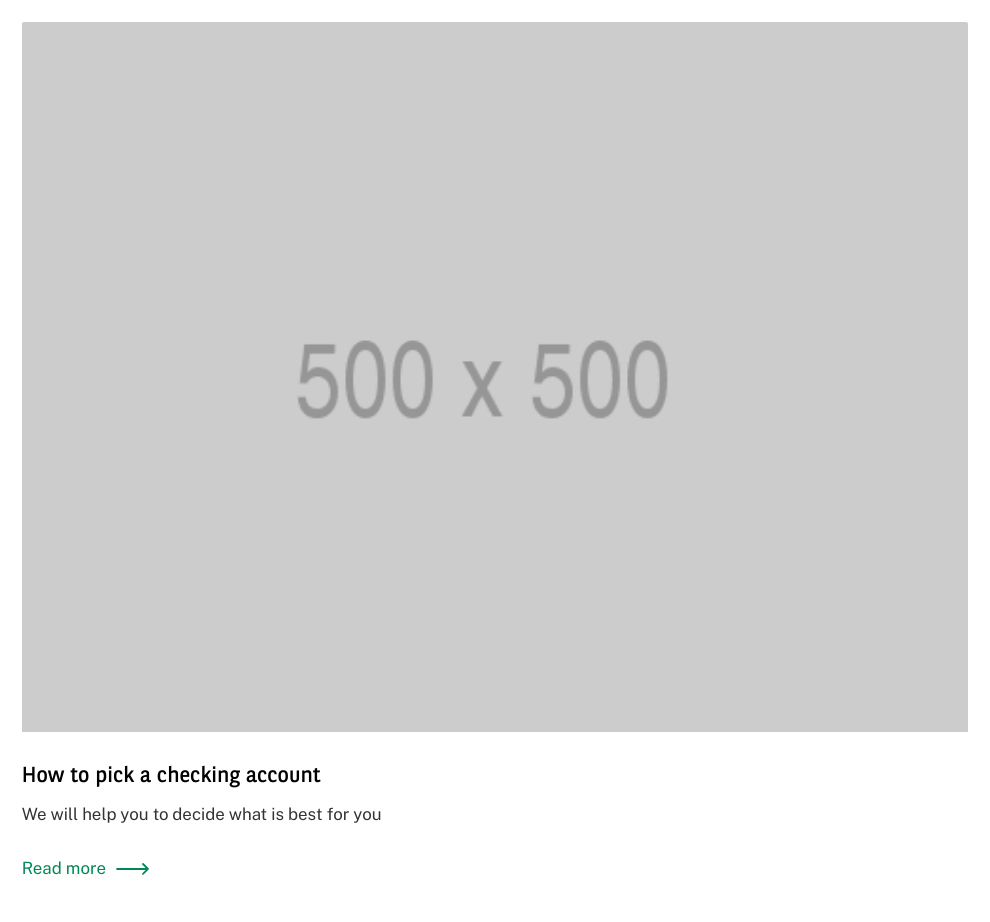 500 x 500
How to pick a checking account
We will help you to decide what is best for you
Read more